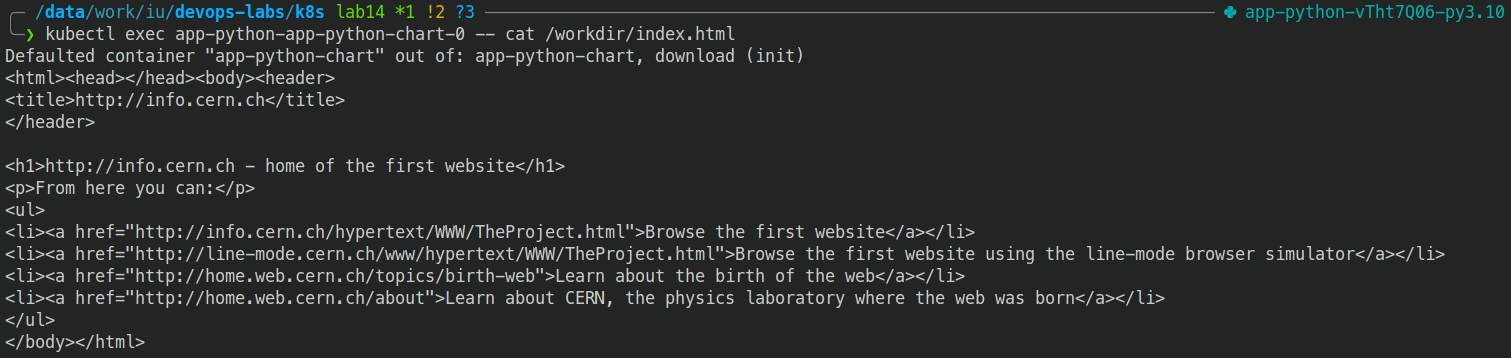 /data/work/iu/devops-labs/k8s lab14 *1 !2 ?3 app-python-vTht7Q06-py3.10
❯ kubectl exec app-python-app-python-chart-0 -- cat /workdir/index.html
Defaulted container "app-python-chart" out of: app-python-chart, download (init)
<html><head></head><body><header>
<title>http://info.cern.ch</title>
</header>

<h1>http://info.cern.ch - home of the first website</h1>
<p>From here you can:</p>
<ul>
<li><a href="http://info.cern.ch/hypertext/WWW/TheProject.html">Browse the first website</a></li>
<li><a href="http://line-mode.cern.ch/www/hypertext/WWW/TheProject.html">Browse the first website using the line-mode browser simulator</a></li>
<li><a href="http://home.web.cern.ch/topics/birth-web">Learn about the birth of the web</a></li>
<li><a href="http://home.web.cern.ch/about">Learn about CERN, the physics laboratory where the web was born</a></li>
</ul>
</body></html>